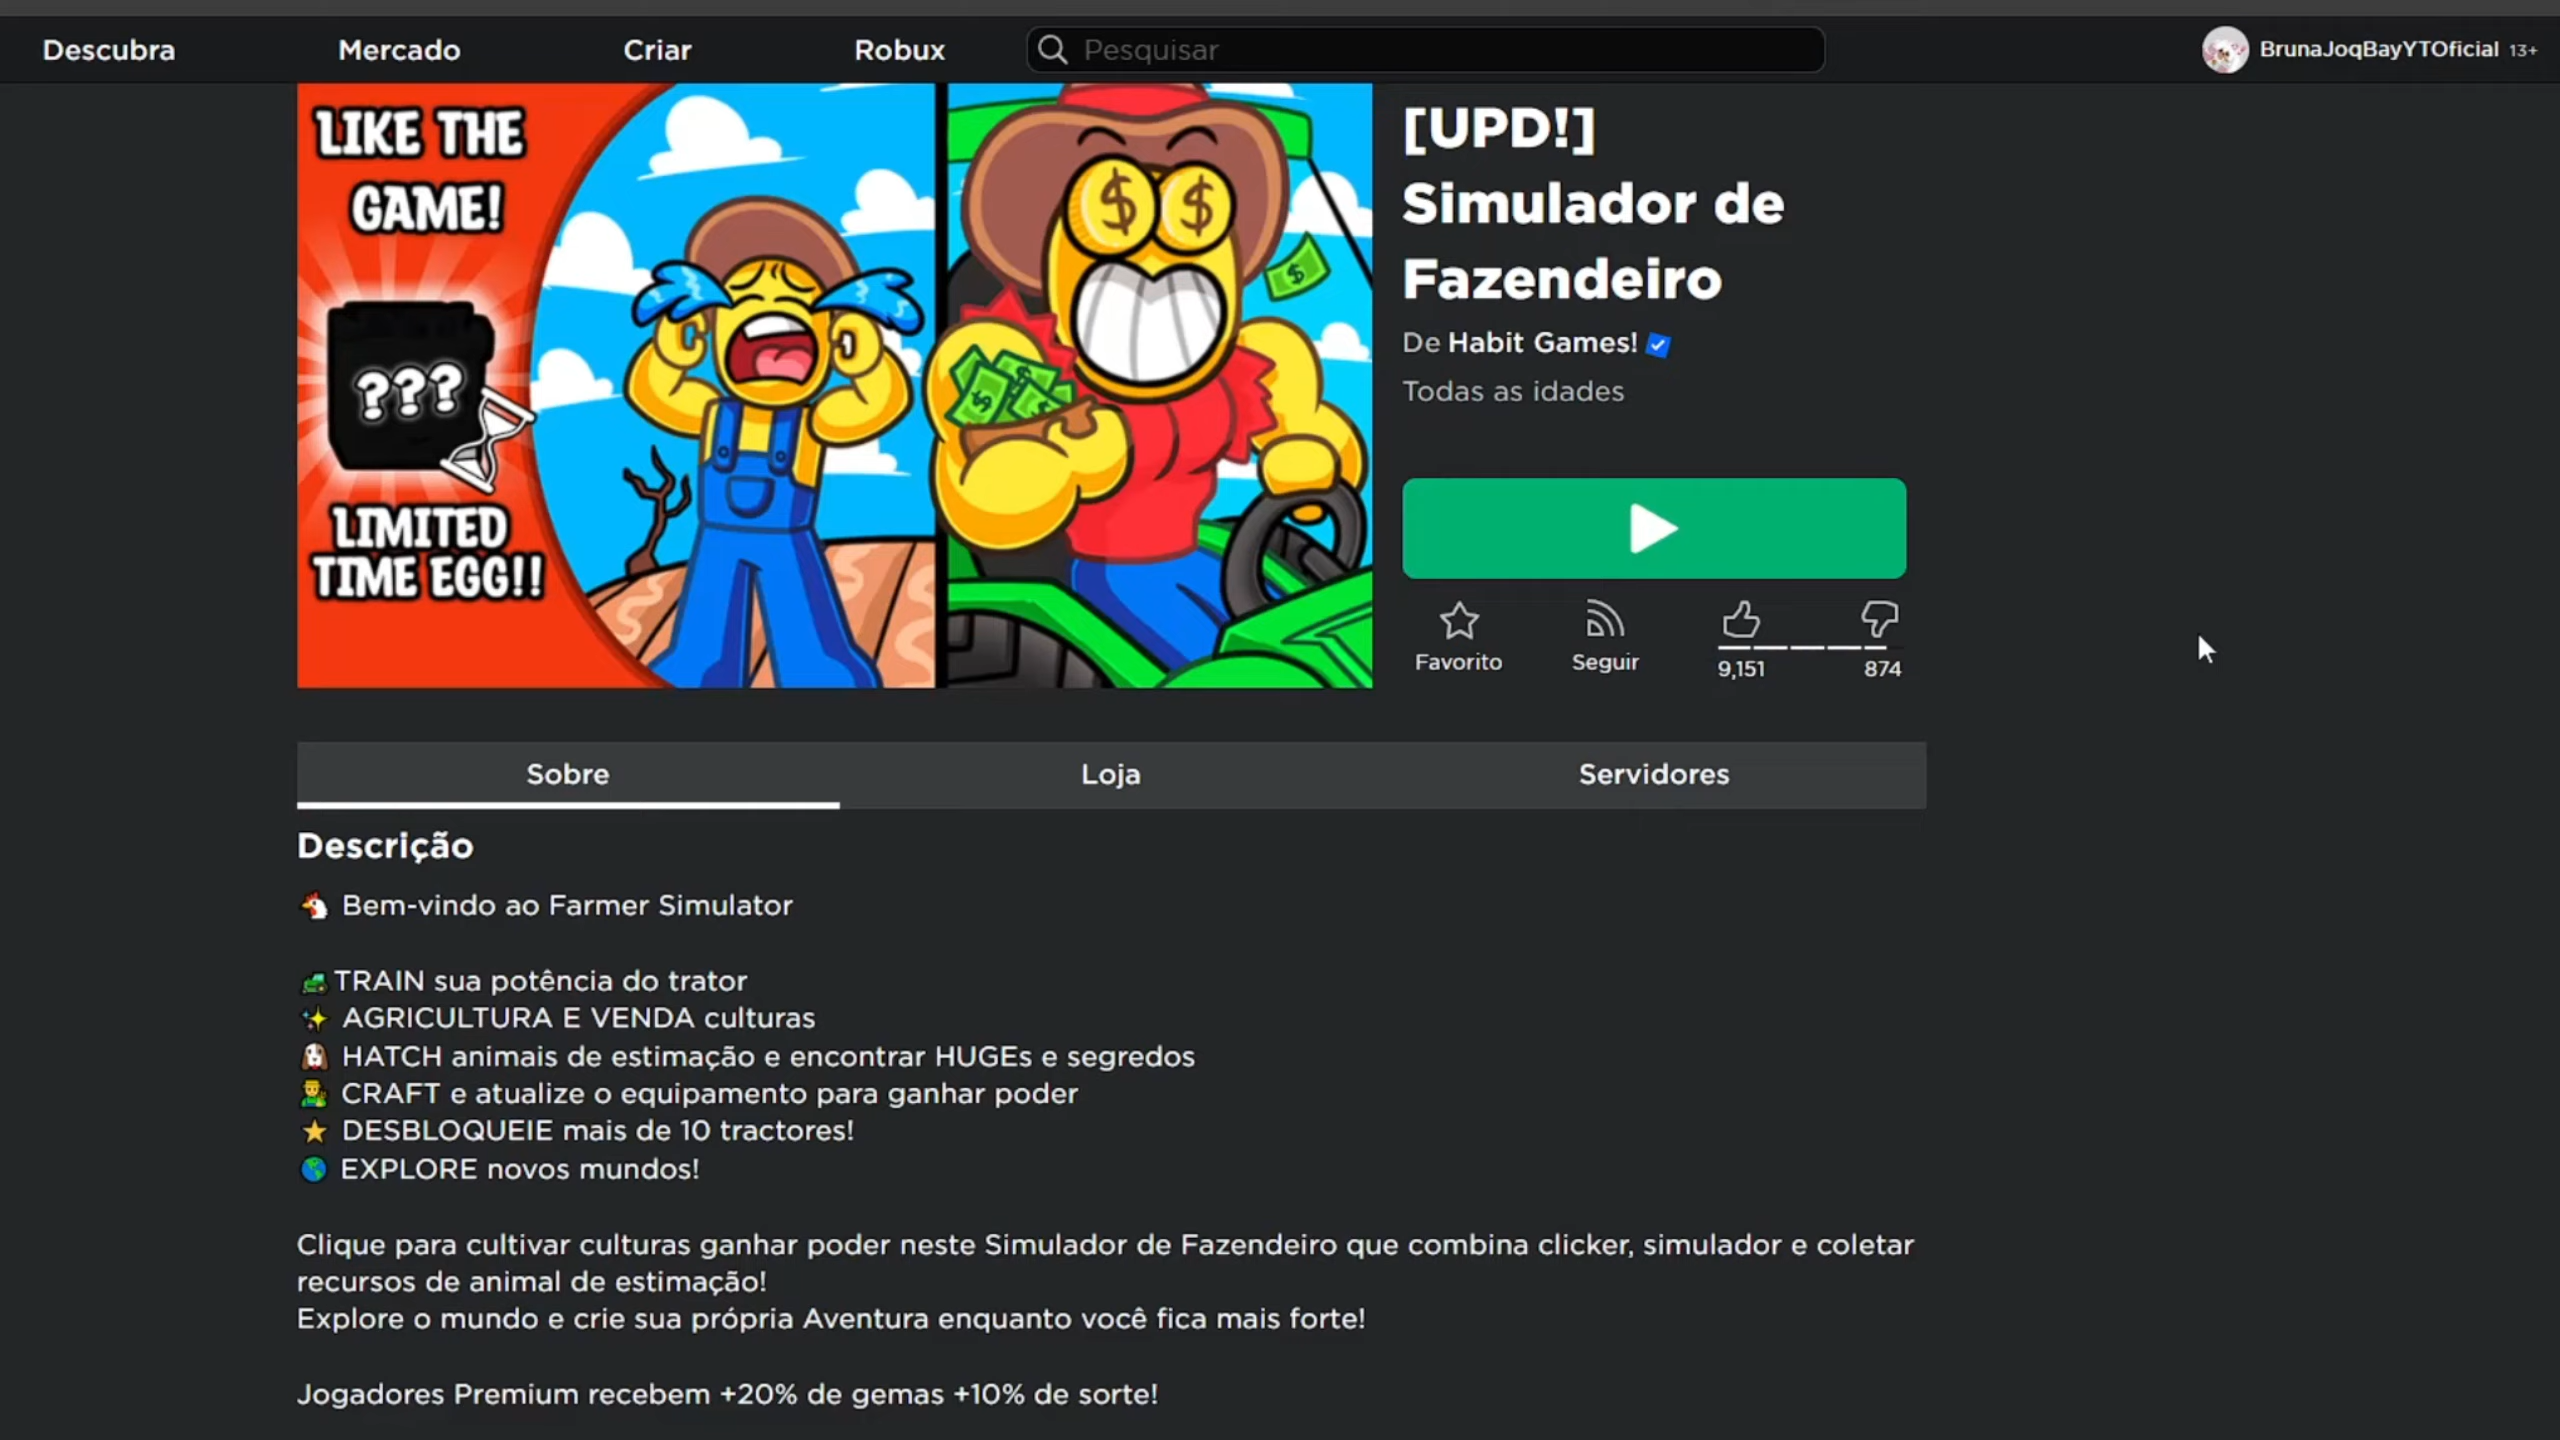 Descubra Mercado Criar Robux Pesquisar BrunaJoqBayYTOficial 13+
LIKE THE
GAME!
???
LIMITED
TIME EGG!!
$ $
[UPD!]
Simulador de
Fazendeiro
De Habit Games!
Todas as idades
Favorito Seguir 9,151 874
Sobre Loja Servidores
Descrição
Bem-vindo ao Farmer Simulator
TRAIN sua potência do trator
AGRICULTURA E VENDA culturas
HATCH animais de estimação e encontrar HUGEs e segredos
CRAFT e atualize o equipamento para ganhar poder
DESBLOQUEIE mais de 10 tractores!
EXPLORE novos mundos!
Clique para cultivar culturas ganhar poder neste Simulador de Fazendeiro que combina clicker, simulador e coletar
recursos de animal de estimação!
Explore o mundo e crie sua própria Aventura enquanto você fica mais forte!
Jogadores Premium recebem +20% de gemas +10% de sorte!